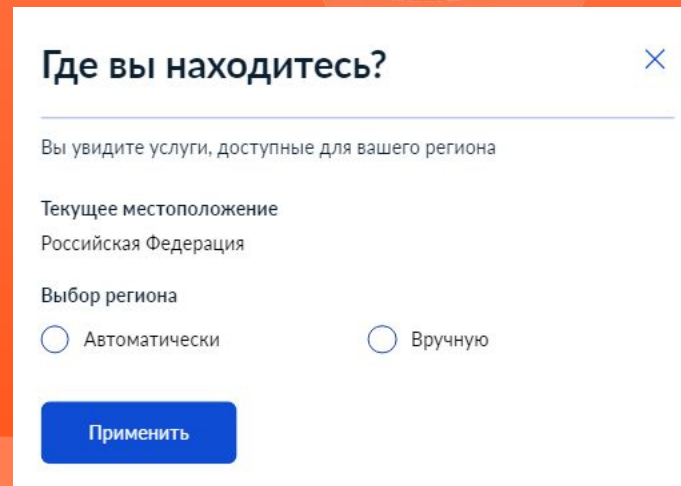 Где вы находитесь?
Вы увидите услуги, доступные для вашего региона
Текущее местоположение
Российская Федерация
Выбор региона
Автоматически Вручную
Применить